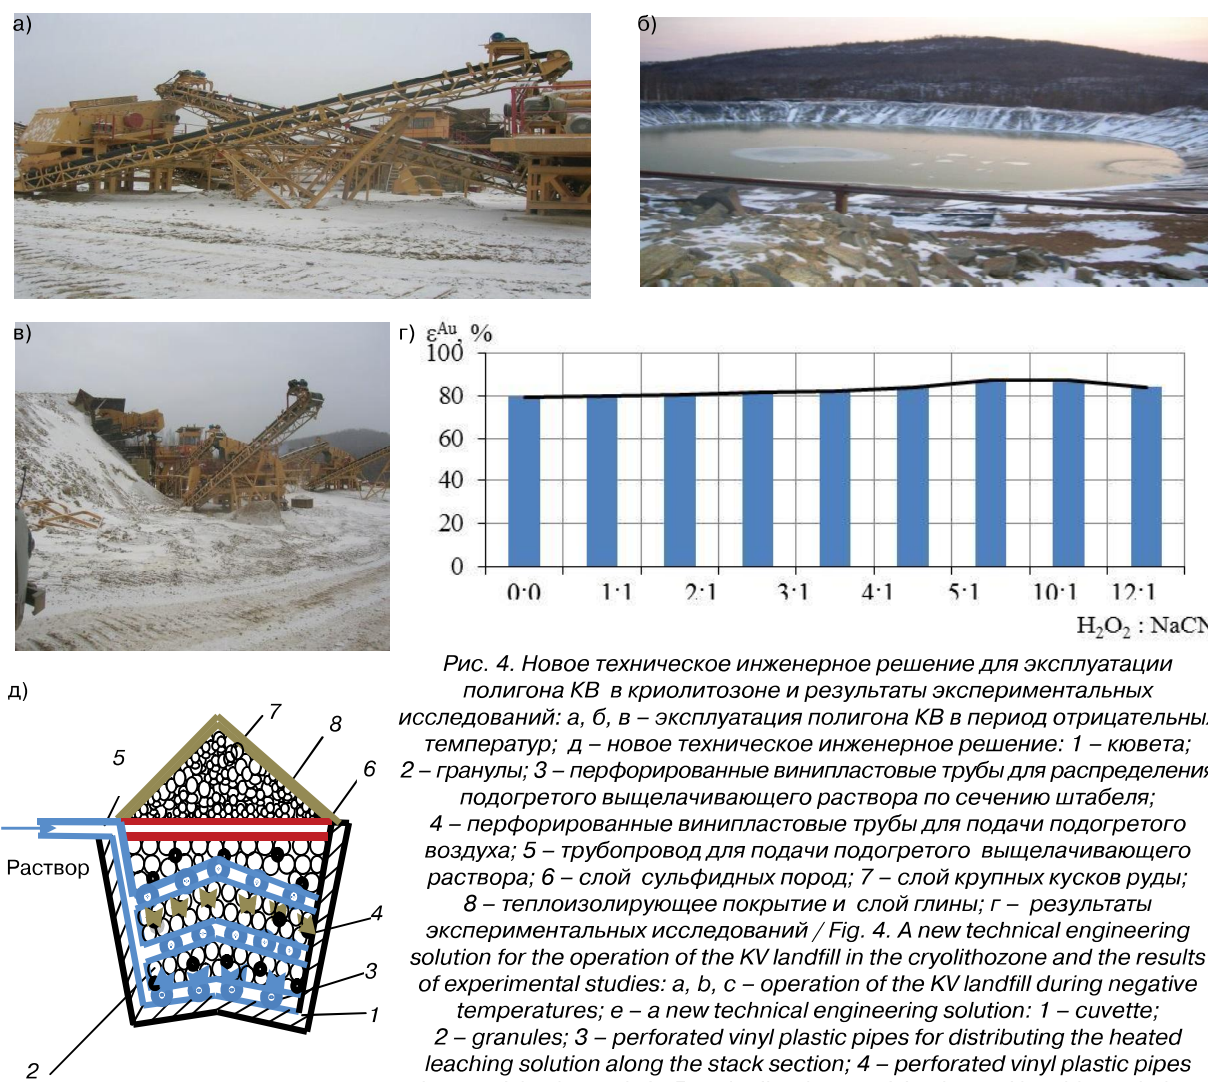 а)
б)
в)
г) εAu, %
100
80
60
40
20
0
0:0 1:1 2:1 3:1 4:1 5:1 10:1 12:1
H2O2 : NaCN
д)
7
8
5
6
Раствор
4
3
1
2
Рис. 4. Новое техническое инженерное решение для эксплуатации
полигона КВ в криолитозоне и результаты экспериментальных
исследований: а, б, в – эксплуатация полигона КВ в период отрицательных
температур; д – новое техническое инженерное решение: 1 – кювета;
2 – гранулы; 3 – перфорированные винипластовые трубы для распределения
подогретого выщелачивающего раствора по сечению штабеля;
4 – перфорированные винипластовые трубы для подачи подогретого
воздуха; 5 – трубопровод для подачи подогретого выщелачивающего
раствора; 6 – слой сульфидных пород; 7 – слой крупных кусков руды;
8 – теплоизолирующее покрытие и слой глины; г – результаты
экспериментальных исследований / Fig. 4. A new technical engineering
solution for the operation of the KV landfill in the cryolithozone and the results
of experimental studies: a, b, c – operation of the KV landfill during negative
temperatures; e – a new technical engineering solution: 1 – cuvette;
2 – granules; 3 – perforated vinyl plastic pipes for distributing the heated
leaching solution along the stack section; 4 – perforated vinyl plastic pipes